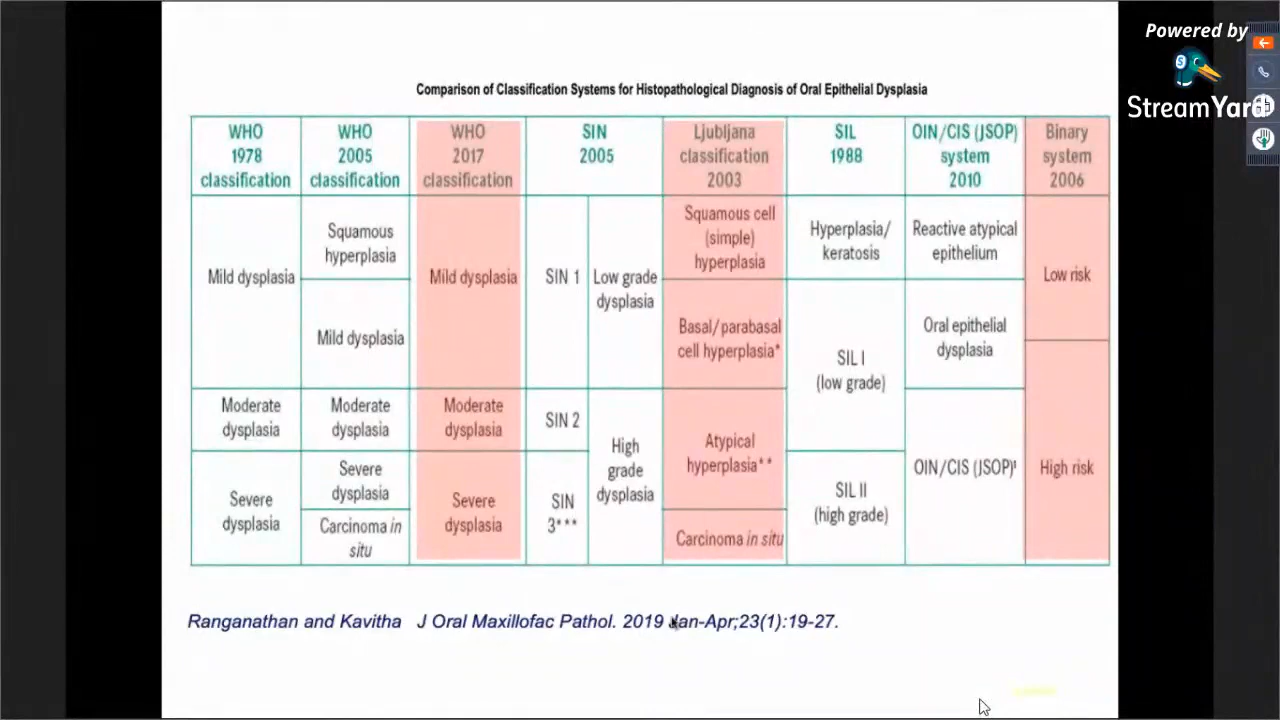 Powered by
StreamYard
Comparison of Classification Systems for Histopathological Diagnosis of Oral Epithelial Dysplasia
WHO
1978
classification
WHO
2005
classification
WHO
2017
classification
SIN
2005
Ljubljana
classification
2003
SIL
1988
OIN/CIS (JSOP)
system
2010
Binary
system
2006
Mild dysplasia
Squamous
hyperplasia
Mild dysplasia
Mild dysplasia
SIN 1
Low grade
dysplasia
Squamous cell
(simple)
hyperplasia
Basal/parabasal
cell hyperplasia*
Hyperplasia/
keratosis
SIL I
(low grade)
Reactive atypical
epithelium
Oral epithelial
dysplasia
Low risk
Moderate
dysplasia
Moderate
dysplasia
Moderate
dysplasia
SIN 2
High
grade
dysplasia
Atypical
hyperplasia**
OIN/CIS (JSOP)
High risk
Severe
dysplasia
Severe
dysplasia
Carcinoma in
situ
Severe
dysplasia
SIN
3***
Carcinoma in situ
SIL II
(high grade)
Ranganathan and Kavitha J Oral Maxillofac Pathol. 2019 Jan-Apr;23(1):19-27.